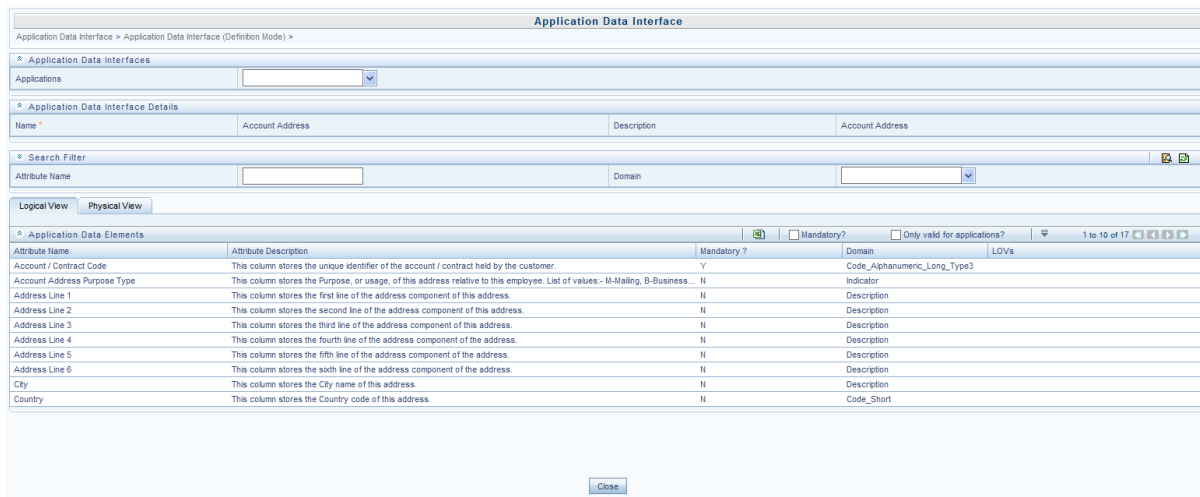 Application Data Interface
Application Data Interface > Application Data Interface (Definition Mode) >
Application Data Interfaces
Applications
Application Data Interface Details
Name * Account Address Description Account Address
Search Filter
Attribute Name Domain
Logical View Physical View
Application Data Elements Mandatory? Only valid for applications? 1 to 10 of 17
Attribute Name Attribute Description Mandatory ? Domain LOVs
Account / Contract Code This column stores the unique identifier of the account / contract held by the customer. Y Code_Alphanumeric_Long_Type3
Account Address Purpose Type This column stores the Purpose, or usage, of this address relative to this employee. List of values:- M-Mailing, B-Business... N Indicator
Address Line 1 This column stores the first line of the address component of this address. N Description
Address Line 2 This column stores the second line of the address component of this address. N Description
Address Line 3 This column stores the third line of the address component of this address. N Description
Address Line 4 This column stores the fourth line of the address component of the address. N Description
Address Line 5 This column stores the fifth line of the address component of the address. N Description
Address Line 6 This column stores the sixth line of the address component of the address. N Description
City This column stores the City name of this address. N Description
Country This column stores the Country code of this address. N Code_Short
Close